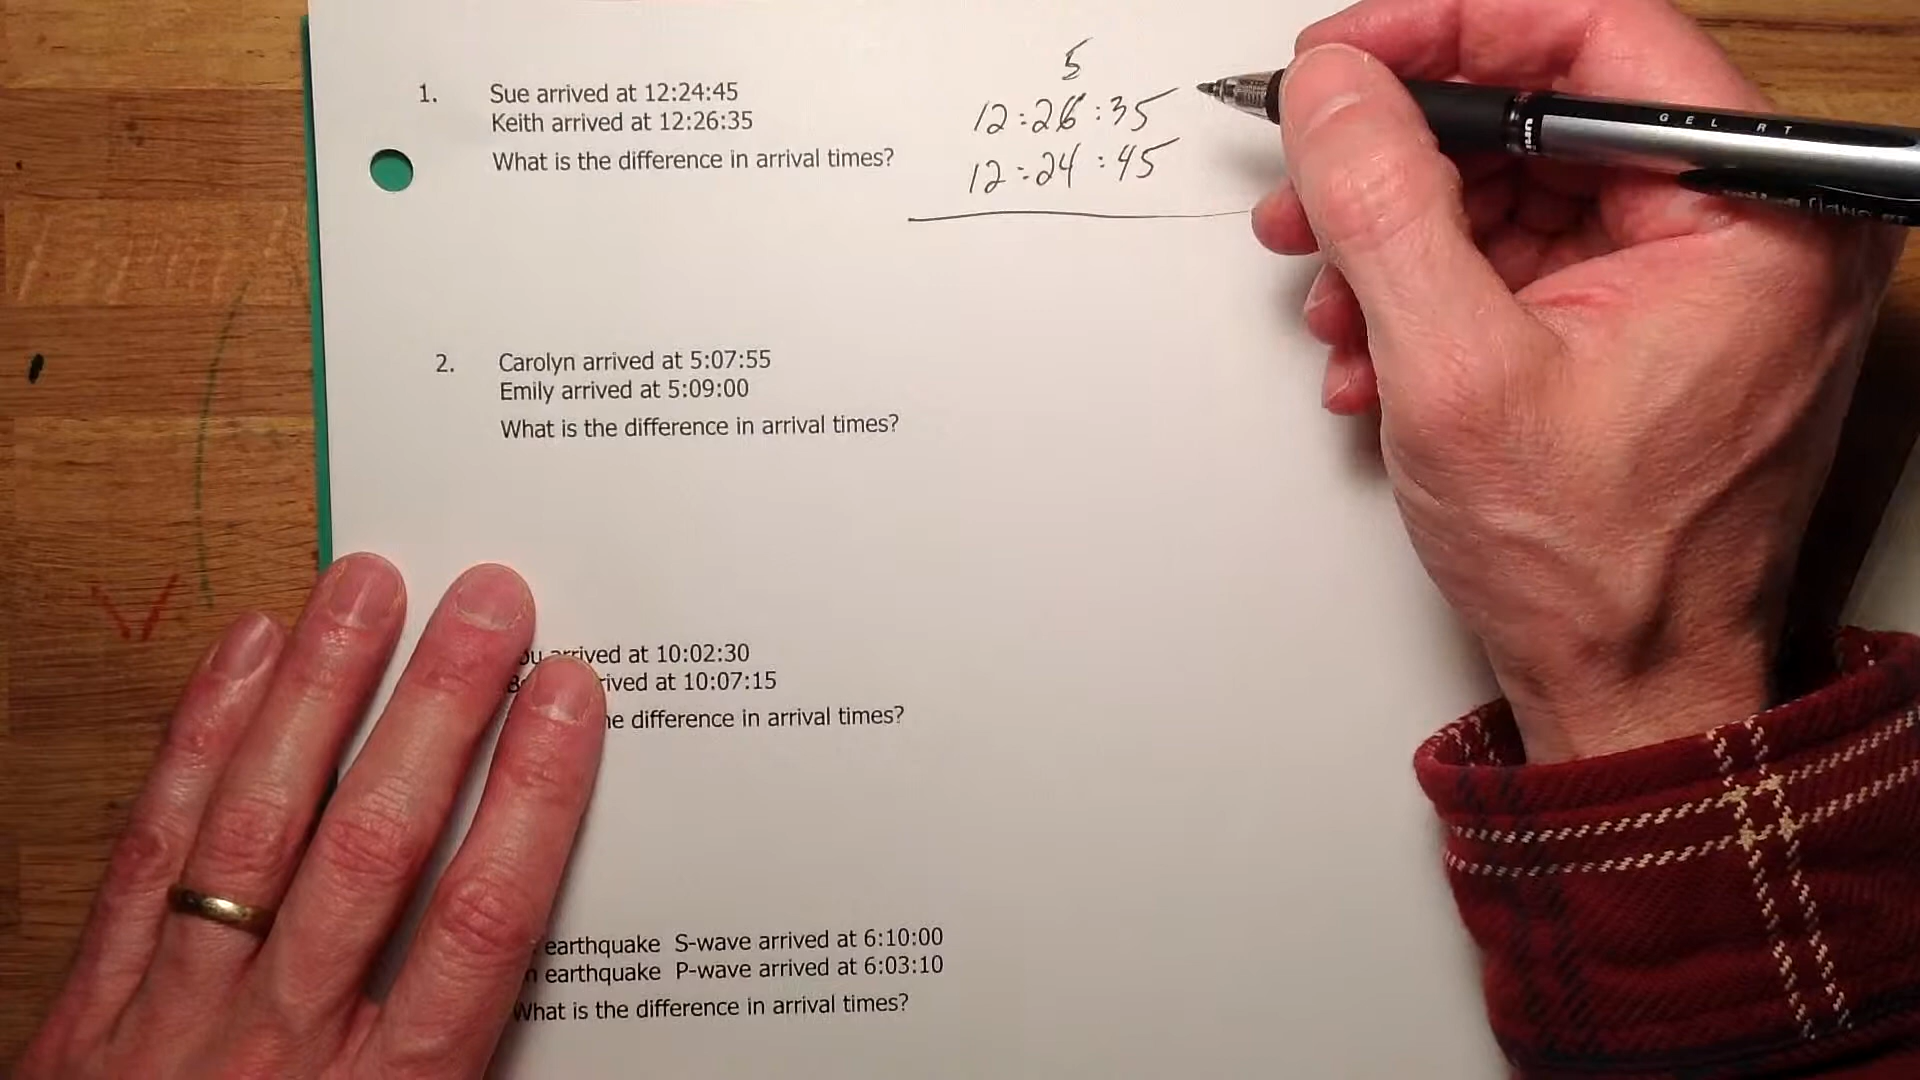 1. Sue arrived at 12:24:45
Keith arrived at 12:26:35
What is the difference in arrival times?
5
12:26:35
12:24:45
GEL RT
uni
2. Carolyn arrived at 5:07:55
Emily arrived at 5:09:00
What is the difference in arrival times?
arrived at 10:02:30
arrived at 10:07:15
difference in arrival times?
earthquake S-wave arrived at 6:10:00
earthquake P-wave arrived at 6:03:10
What is the difference in arrival times?